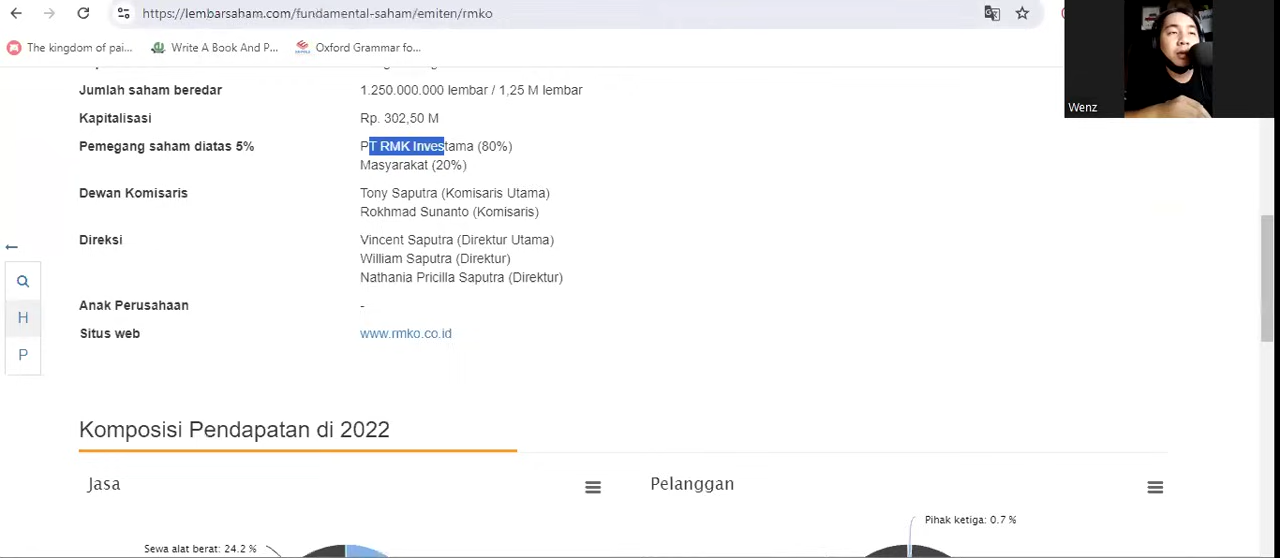 https://lembarsaham.com/fundamental-saham/emiten/rmko
The kingdom of pai...
Write A Book And P...
Oxford Grammar fo...
Wenz
Jumlah saham beredar 1.250.000.000 lembar / 1,25 M lembar
Kapitalisasi Rp. 302,50 M
Pemegang saham diatas 5% PT RMK Investama (80%)
Masyarakat (20%)
Dewan Komisaris Tony Saputra (Komisaris Utama)
Rokhmad Sunanto (Komisaris)
Direksi Vincent Saputra (Direktur Utama)
William Saputra (Direktur)
Nathania Pricilla Saputra (Direktur)
Anak Perusahaan -
Situs web www.rmko.co.id
H
P
Komposisi Pendapatan di 2022
Jasa
Pelanggan
Sewa alat berat: 24.2 %
Pihak ketiga: 0.7 %